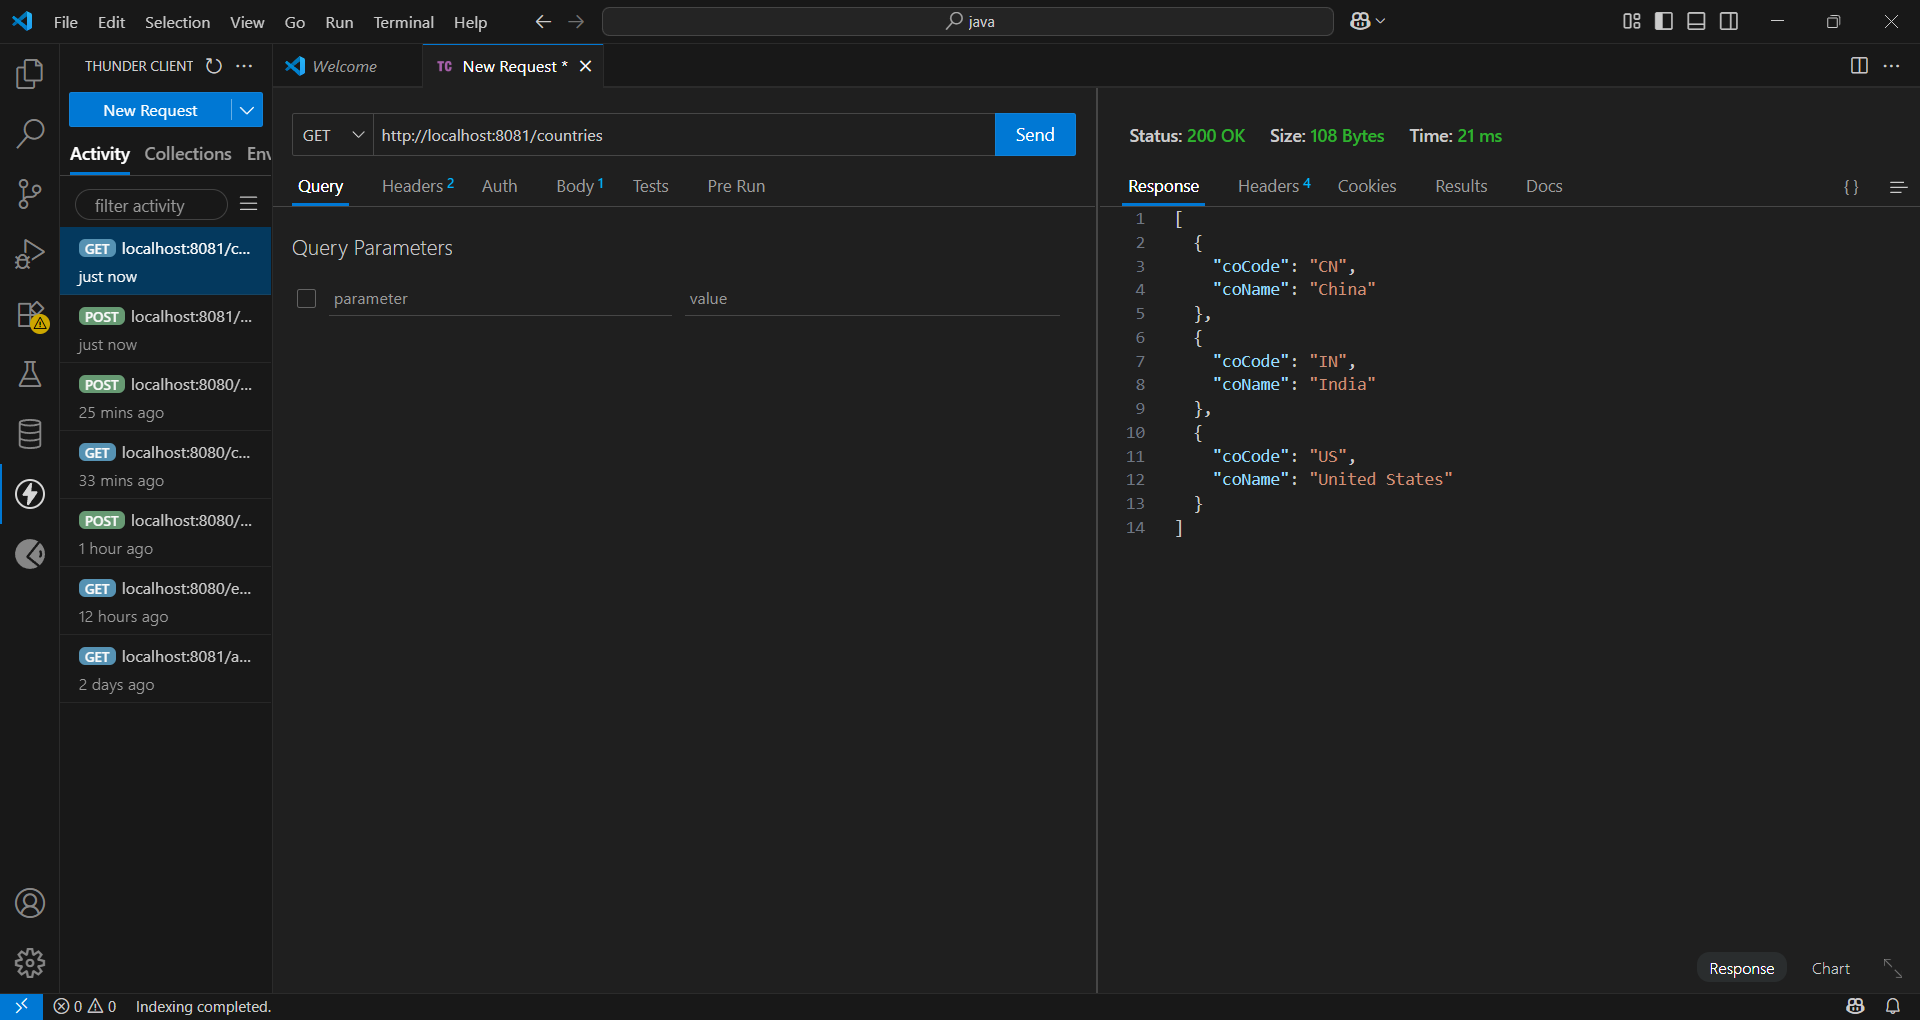 File Edit Selection View Go Run Terminal Help
java
THUNDER CLIENT
New Request
Activity Collections Env
filter activity
GET localhost:8081/c...
just now
POST localhost:8081/...
just now
POST localhost:8080/...
25 mins ago
GET localhost:8080/c...
33 mins ago
POST localhost:8080/...
1 hour ago
GET localhost:8080/e...
12 hours ago
GET localhost:8081/a...
2 days ago
Welcome
TC New Request *
GET http://localhost:8081/countries Send
Query Headers 2 Auth Body 1 Tests Pre Run
Query Parameters
parameter value
Status: 200 OK Size: 108 Bytes Time: 21 ms
Response Headers 4 Cookies Results Docs { }
1 [
2 {
3 "coCode": "CN",
4 "coName": "China"
5 },
6 {
7 "coCode": "IN",
8 "coName": "India"
9 },
10 {
11 "coCode": "US",
12 "coName": "United States"
13 }
14 ]
Response Chart
0 0 Indexing completed.